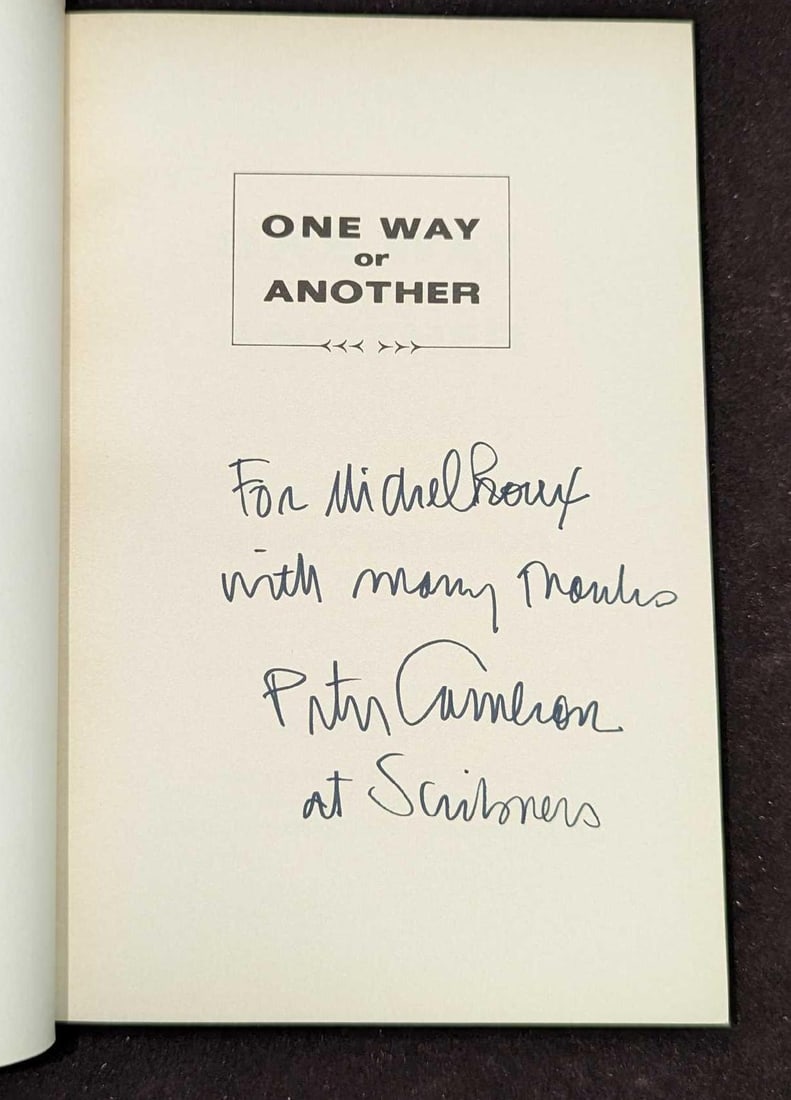 ONE WAY
or
ANOTHER
For Michel Roux
with many thanks
Peter Cameron
at Scribners